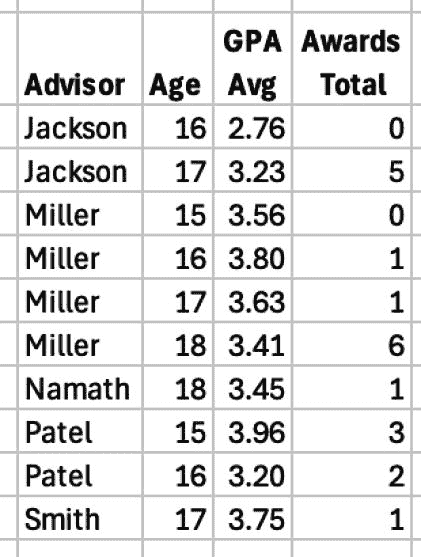 GPA Awards
Advisor Age Avg Total
Jackson 16 2.76 0
Jackson 17 3.23 5
Miller 15 3.56 0
Miller 16 3.80 1
Miller 17 3.63 1
Miller 18 3.41 6
Namath 18 3.45 1
Patel 15 3.96 3
Patel 16 3.20 2
Smith 17 3.75 1